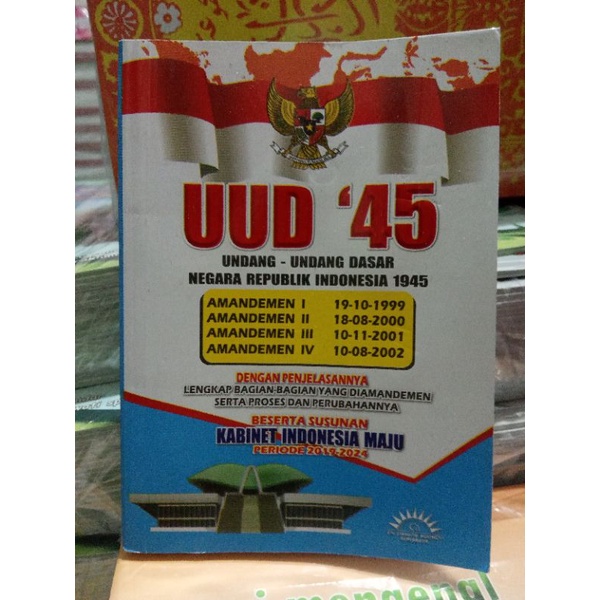 UUD '45
UNDANG - UNDANG DASAR
NEGARA REPUBLIK INDONESIA 1945
AMANDEMEN I 19-10-1999
AMANDEMEN II 18-08-2000
AMANDEMEN III 10-11-2001
AMANDEMEN IV 10-08-2002
DENGAN PENJELASANNYA
LENGKAP BAGIAN-BAGIAN YANG DIAMANDEMEN
SERTA PROSES DAN PERUBAHANNYA
BESERTA SUSUNAN
KABINET INDONESIA MAJU
PERIODE 2019-2024
mengenal